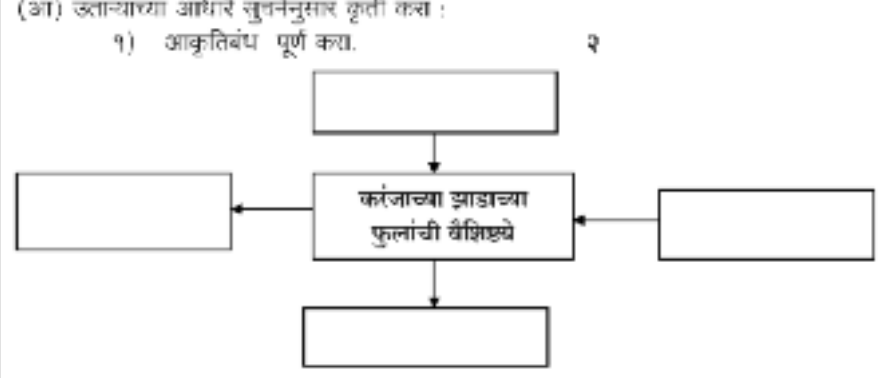 (आ) उताऱ्याच्या आधारे सूचनेनुसार कृती करा :
१) आकृतिबंध पूर्ण करा. २
करंजाच्या झाडाच्या
फुलांची वैशिष्ट्ये